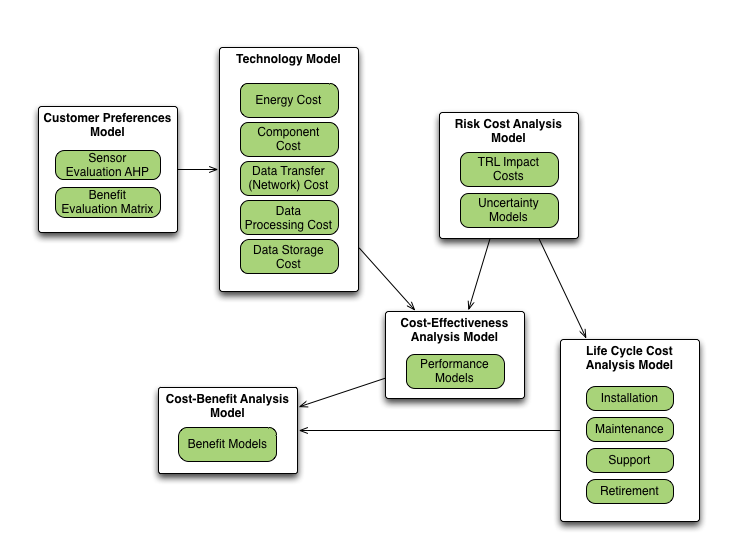 Technology Model
Energy Cost
Component
Cost
Data Transfer
(Network) Cost
Data
Processing Cost
Data Storage
Cost
Customer Preferences
Model
Sensor
Evaluation AHP
Benefit
Evaluation Matrix
Risk Cost Analysis
Model
TRL Impact
Costs
Uncertainty
Models
Cost-Effectiveness
Analysis Model
Performance
Models
Life Cycle Cost
Analysis Model
Installation
Maintenance
Support
Retirement
Cost-Benefit Analysis
Model
Benefit Models